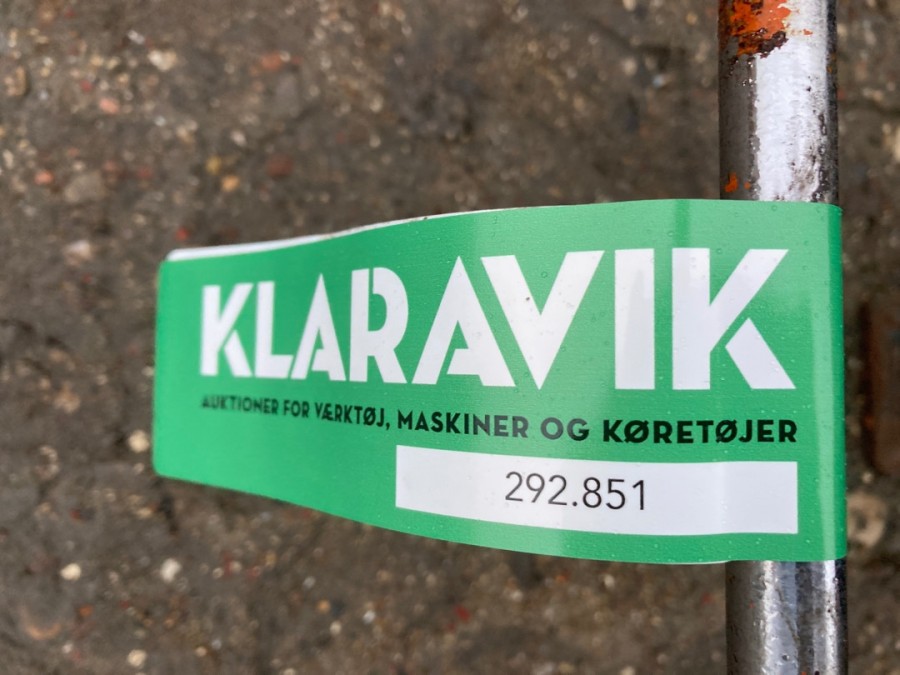 KLARAVIK
AUKTIONER FOR VÆRKTØJ, MASKINER OG KØRETØJER
292.851